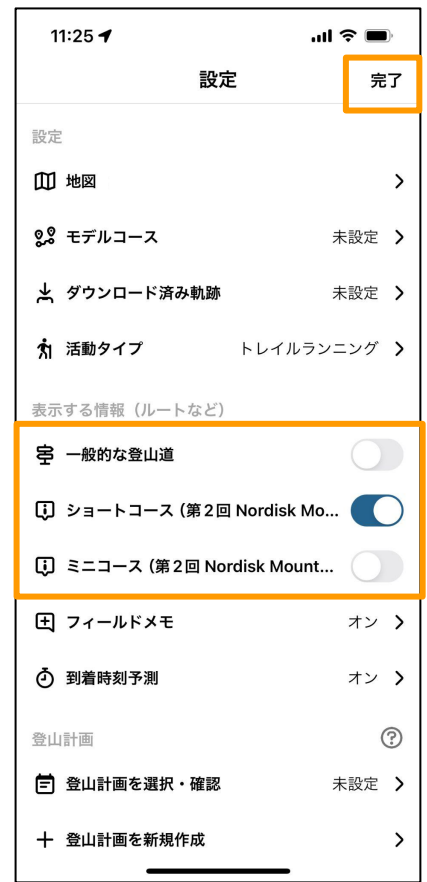 11:25
設定 完了
設定
地図
モデルコース 未設定
ダウンロード済み軌跡 未設定
活動タイプ トレイルランニング
表示する情報（ルートなど）
一般的な登山道
ショートコース (第2回 Nordisk Mo...
ミニコース (第2回 Nordisk Mount...
フィールドメモ オン
到着時刻予測 オン
登山計画 ?
登山計画を選択・確認 未設定
登山計画を新規作成